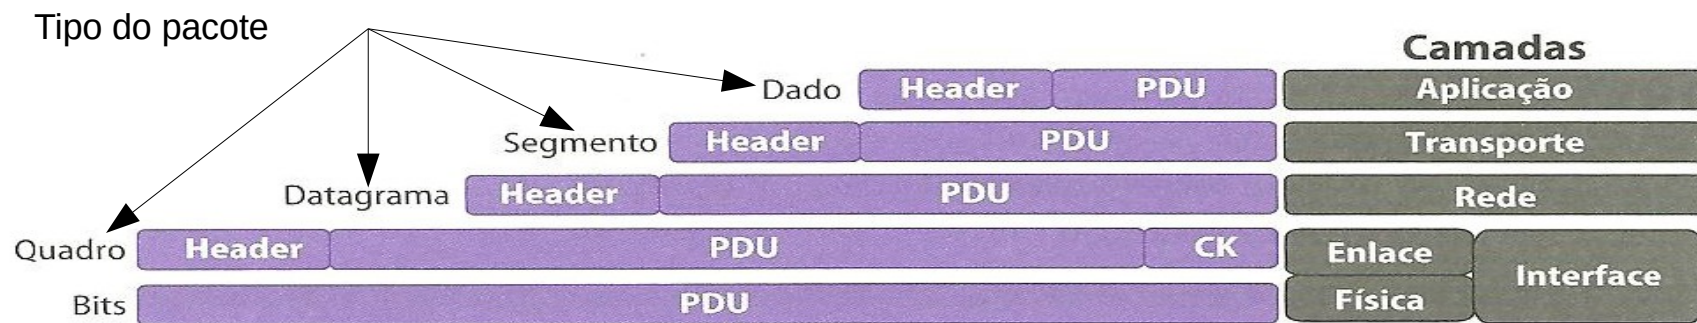 Tipo do pacote
Camadas
Dado Header PDU Aplicação
Segmento Header PDU Transporte
Datagrama Header PDU Rede
Quadro Header PDU CK Enlace
Interface
Bits PDU Física